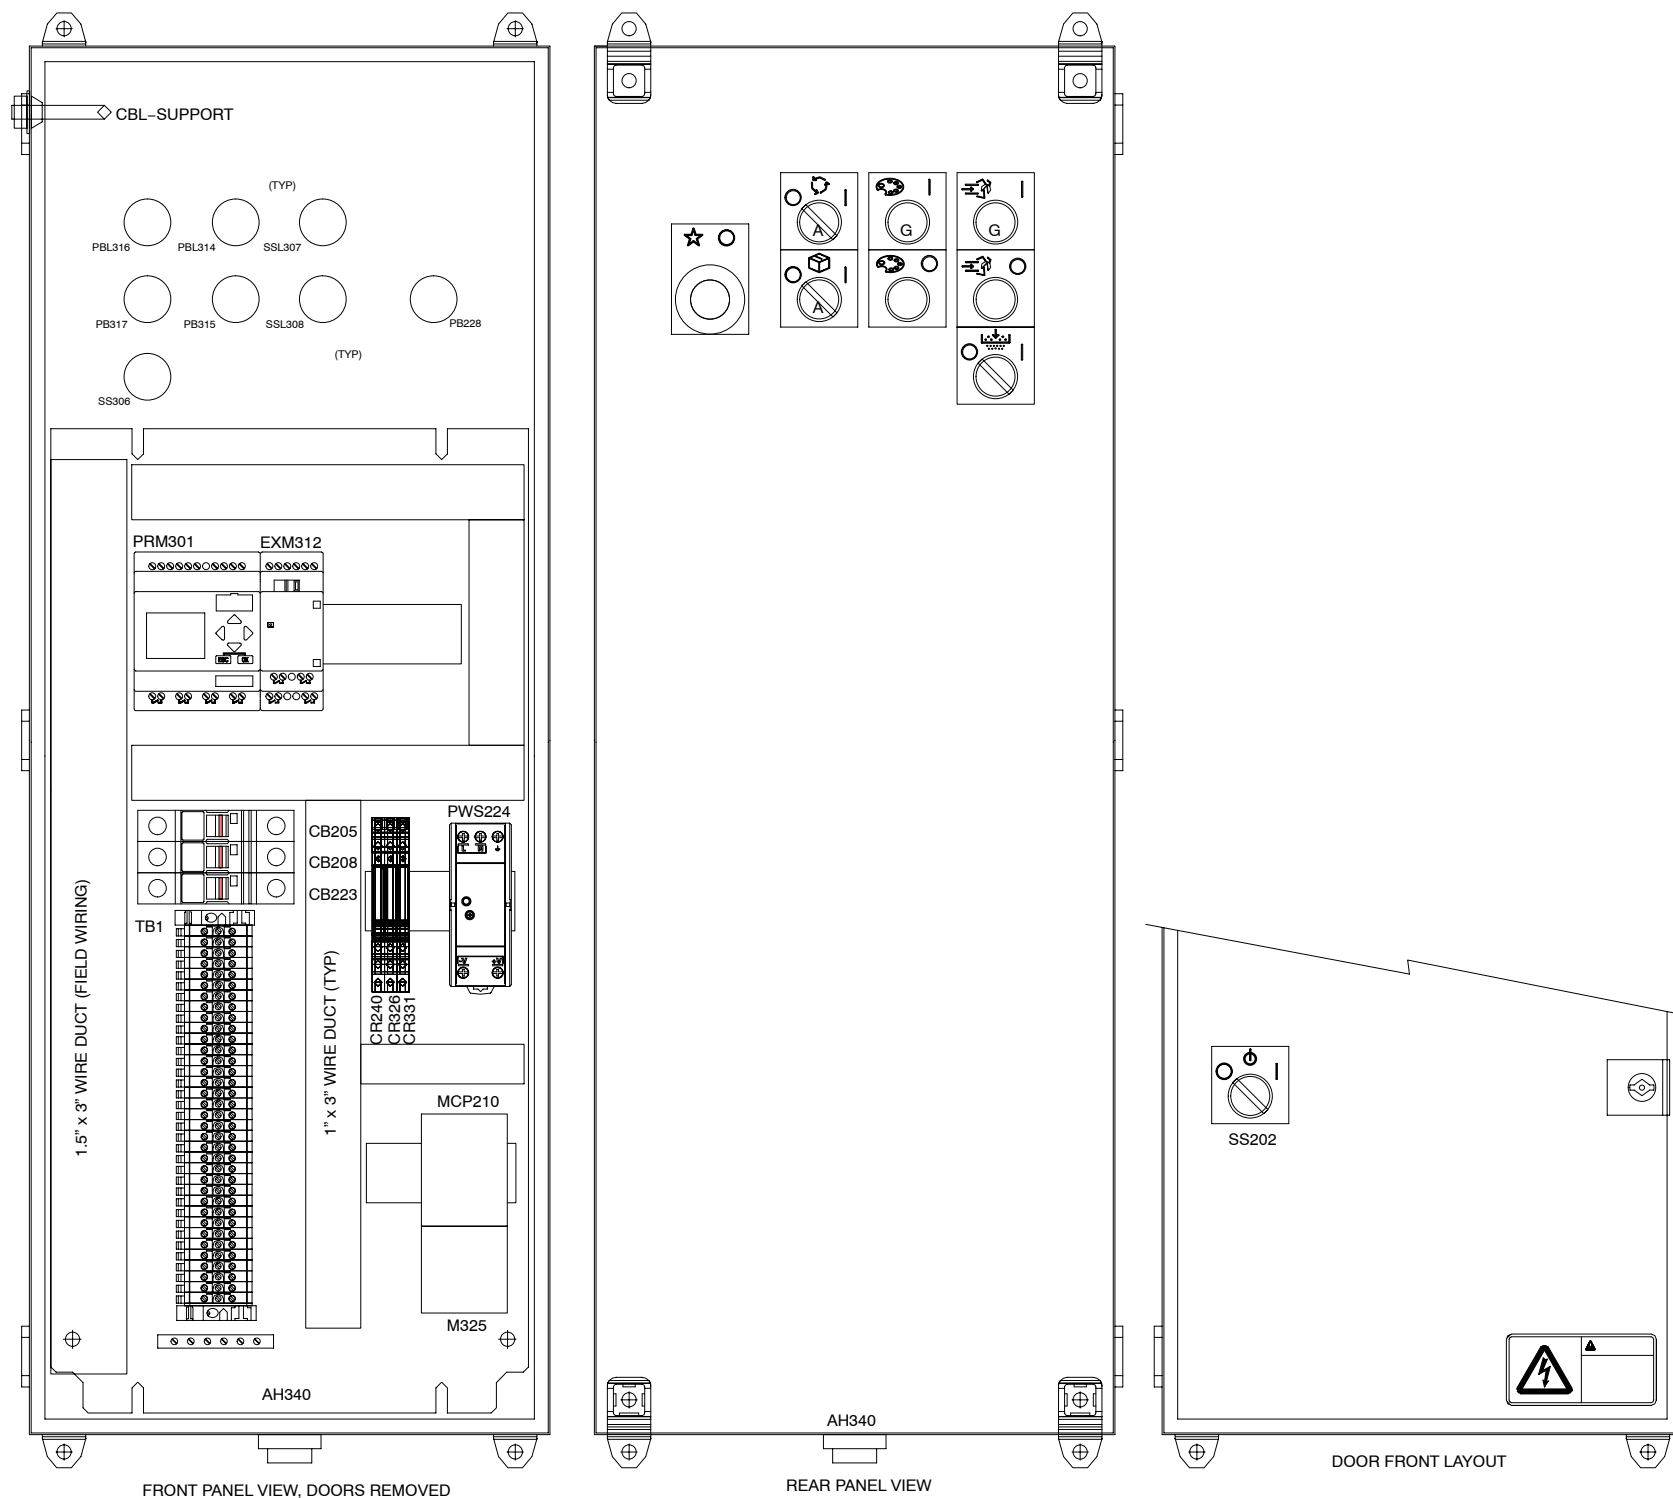 CBL-SUPPORT
(TYP)
PBL316
PBL314
SSL307
PB317
PB315
SSL308
PB228
(TYP)
SS306
PRM301
EXM312
ESC
OK
PWS224
CB205
CB208
CB223
L
N
TB1
1.5" x 3" WIRE DUCT (FIELD WIRING)
1" x 3" WIRE DUCT (TYP)
-V
+V
CR240
CR326
CR331
MCP210
M325
AH340
FRONT PANEL VIEW, DOORS REMOVED
A
G
G
A
AH340
REAR PANEL VIEW
SS202
DOOR FRONT LAYOUT